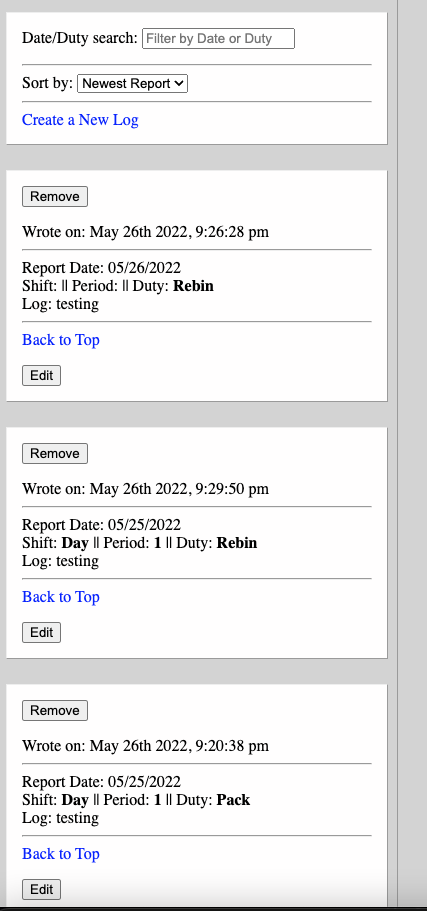 Date/Duty search: Filter by Date or Duty
Sort by: Newest Report
Create a New Log
Remove
Wrote on: May 26th 2022, 9:26:28 pm
Report Date: 05/26/2022
Shift: || Period: || Duty: Rebin
Log: testing
Back to Top
Edit
Remove
Wrote on: May 26th 2022, 9:29:50 pm
Report Date: 05/25/2022
Shift: Day || Period: 1 || Duty: Rebin
Log: testing
Back to Top
Edit
Remove
Wrote on: May 26th 2022, 9:20:38 pm
Report Date: 05/25/2022
Shift: Day || Period: 1 || Duty: Pack
Log: testing
Back to Top
Edit